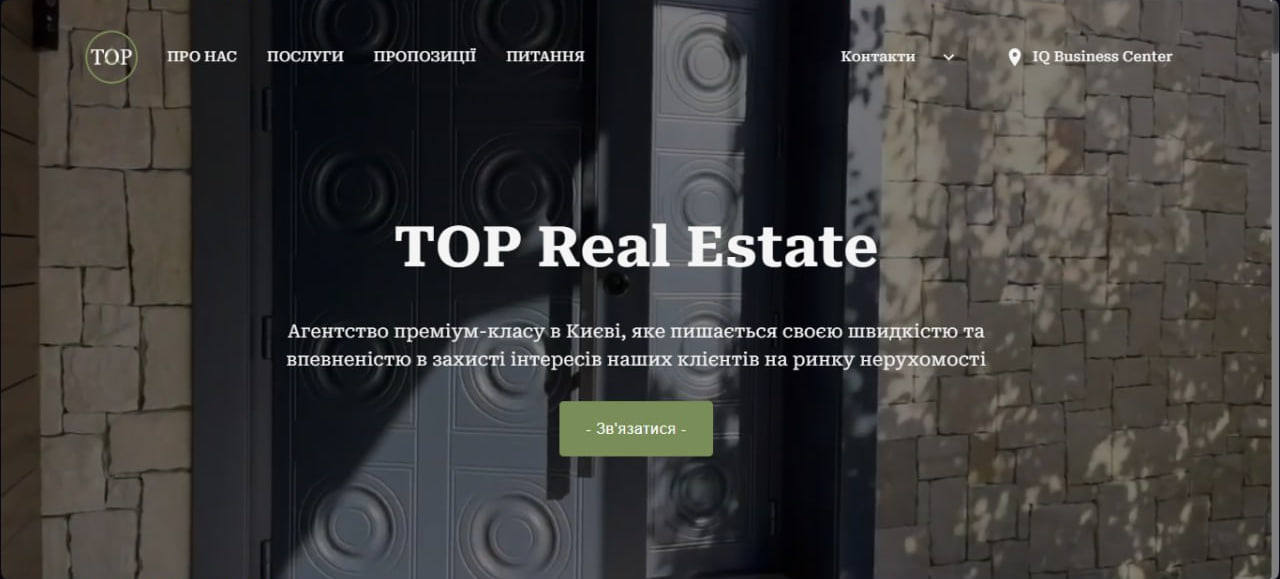 TOP ПРО НАС ПОСЛУГИ ПРОПОЗИЦІЇ ПИТАННЯ Контакти IQ Business Center
TOP Real Estate
Агентство преміум-класу в Києві, яке пишається своєю швидкістю та
впевненістю в захисті інтересів наших клієнтів на ринку нерухомості
- Зв'язатися -